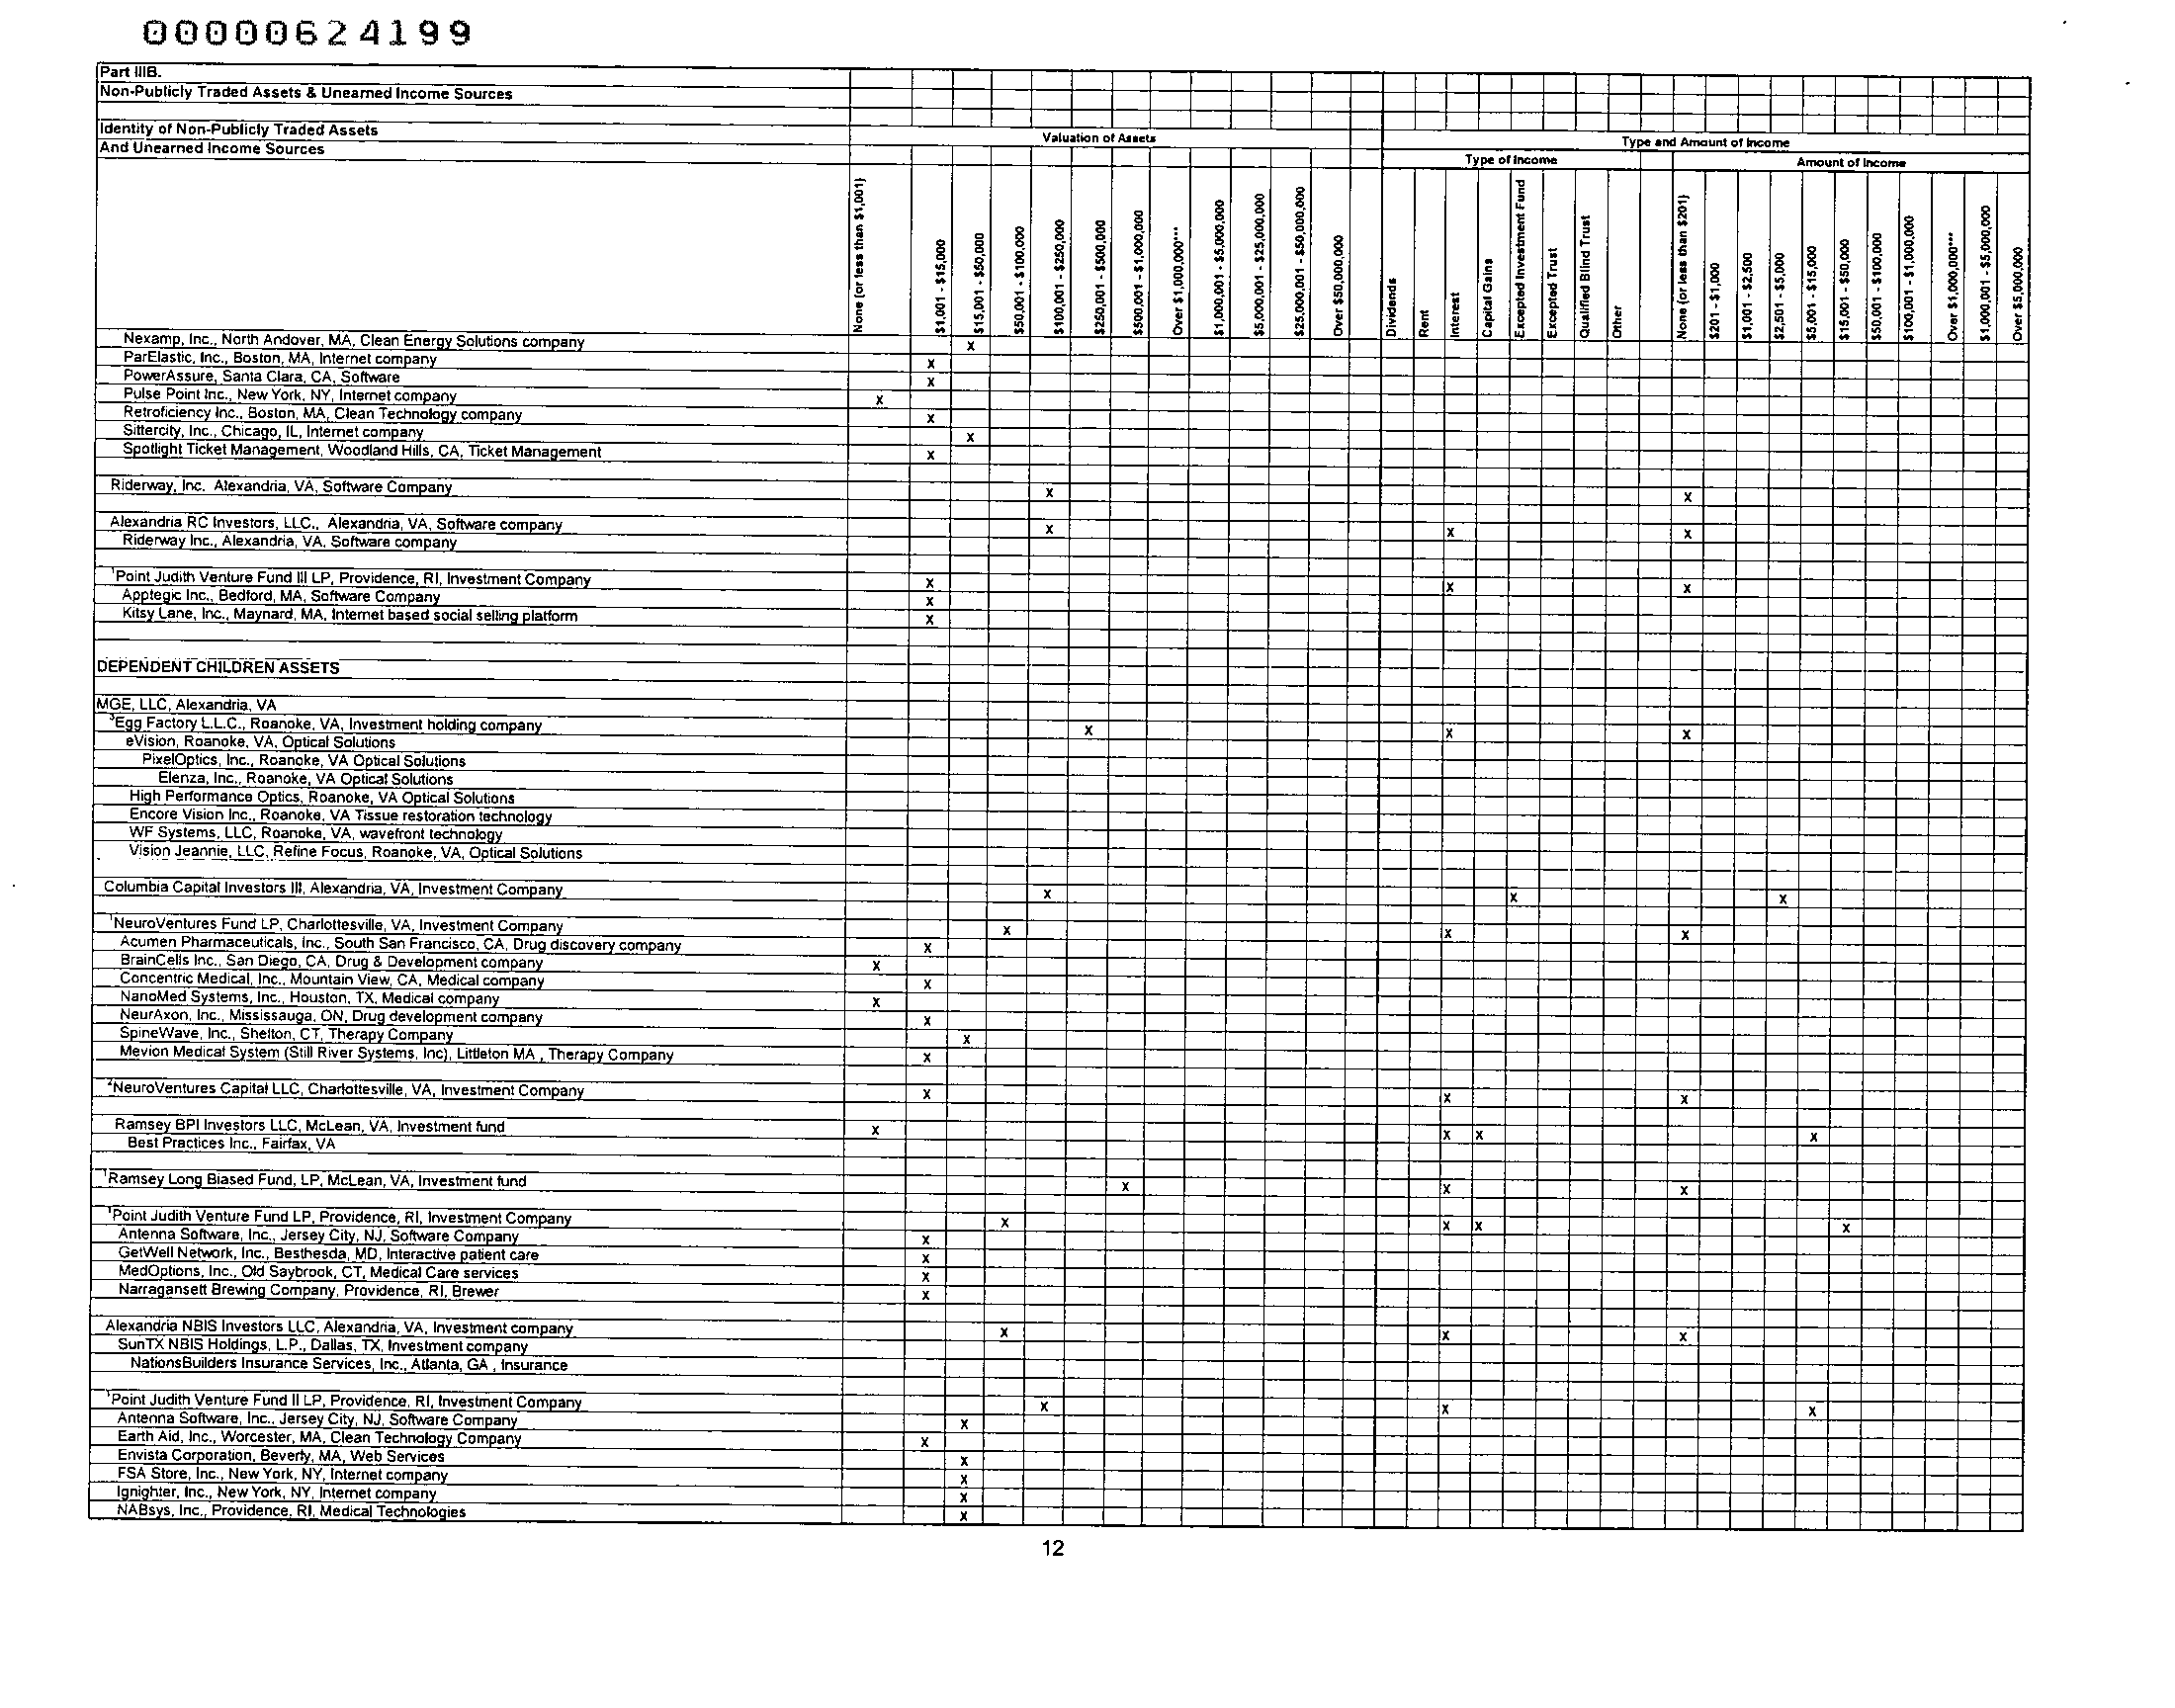 00000624199
Part IIIB.
Non-Publicly Traded Assets & Unearned Income Sources
Identity of Non-Publicly Traded Assets
And Unearned Income Sources
Valuation of Assets
Type and Amount of Income
Type of Income
Amount of Income
None (or less than $1,001)
$1,001 - $15,000
$15,001 - $50,000
$50,001 - $100,000
$100,001 - $250,000
$250,001 - $500,000
$500,001 - $1,000,000
Over $1,000,000***
$1,000,001 - $5,000,000
$5,000,001 - $25,000,000
$25,000,001 - $50,000,000
Over $50,000,000
Dividends
Rent
Interest
Capital Gains
Excepted Investment Fund
Excepted Trust
Qualified Blind Trust
Other
None (or less than $201)
$201 - $1,000
$1,001 - $2,500
$2,501 - $5,000
$5,001 - $15,000
$15,001 - $50,000
$50,001 - $100,000
$100,001 - $1,000,000
Over $1,000,000***
$1,000,001 - $5,000,000
Over $5,000,000
Nexamp, Inc., North Andover, MA, Clean Energy Solutions company x
ParElastic, Inc., Boston, MA, Internet company x
PowerAssure, Santa Clara, CA, Software x
Pulse Point Inc., New York, NY, Internet company x
Retroficiency Inc., Boston, MA, Clean Technology company x
Sittercity, Inc., Chicago, IL, Internet company x
Spotlight Ticket Management, Woodland Hills, CA, Ticket Management x
Riderway, Inc. Alexandria, VA, Software Company x x
Alexandria RC Investors, LLC., Alexandria, VA, Software company x x x
Riderway Inc., Alexandria, VA, Software company
1Point Judith Venture Fund III LP, Providence, RI, Investment Company x x x
Apptegic Inc., Bedford, MA, Software Company x
Kitsy Lane, Inc., Maynard, MA, Internet based social selling platform x
DEPENDENT CHILDREN ASSETS
MGE, LLC, Alexandria, VA
3Egg Factory L.L.C., Roanoke, VA, Investment holding company x x x
eVision, Roanoke, VA, Optical Solutions
PixelOptics, Inc., Roanoke, VA Optical Solutions
Elenza, Inc., Roanoke, VA Optical Solutions
High Performance Optics, Roanoke, VA Optical Solutions
Encore Vision Inc., Roanoke, VA Tissue restoration technology
WF Systems, LLC, Roanoke, VA, wavefront technology
Vision Jeannie, LLC, Refine Focus, Roanoke, VA, Optical Solutions
Columbia Capital Investors III, Alexandria, VA, Investment Company x x x
1NeuroVentures Fund LP, Charlottesville, VA, Investment Company x x x
Acumen Pharmaceuticals, Inc., South San Francisco, CA, Drug discovery company x
BrainCells Inc., San Diego, CA, Drug & Development company x
Concentric Medical, Inc., Mountain View, CA, Medical company x
NanoMed Systems, Inc., Houston, TX, Medical company x
NeurAxon, Inc., Mississauga, ON, Drug development company x
SpineWave, Inc., Shelton, CT, Therapy Company x
Mevion Medical System (Still River Systems, Inc), Littleton MA , Therapy Company x
2NeuroVentures Capital LLC, Charlottesville, VA, Investment Company x x x
Ramsey BPI Investors LLC, McLean, VA, Investment fund x x x x
Best Practices Inc., Fairfax, VA
1Ramsey Long Biased Fund, LP, McLean, VA, Investment fund x x x
1Point Judith Venture Fund LP, Providence, RI, Investment Company x x x x
Antenna Software, Inc., Jersey City, NJ, Software Company x
GetWell Network, Inc., Besthesda, MD, Interactive patient care x
MedOptions, Inc., Old Saybrook, CT, Medical Care services x
Narragansett Brewing Company, Providence, RI, Brewer x
Alexandria NBIS Investors LLC, Alexandria, VA, Investment company x x x
SunTX NBIS Holdings, L.P., Dallas, TX, Investment company
NationsBuilders Insurance Services, Inc., Atlanta, GA , Insurance
1Point Judith Venture Fund II LP, Providence, RI, Investment Company x x x
Antenna Software, Inc., Jersey City, NJ, Software Company x
Earth Aid, Inc., Worcester, MA, Clean Technology Company x
Envista Corporation, Beverly, MA, Web Services x
FSA Store, Inc., New York, NY, Internet company x
Ignighter, Inc., New York, NY, Internet company x
NABsys, Inc., Providence, RI, Medical Technologies x
12